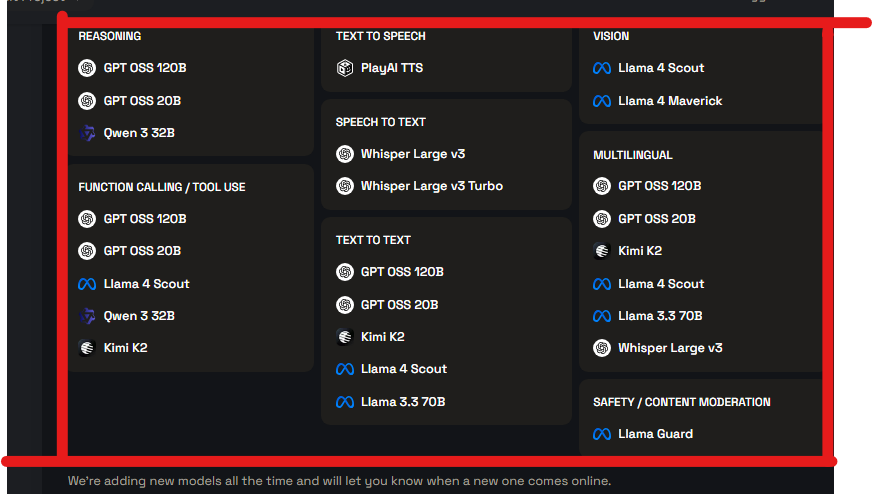 REASONING
GPT OSS 120B
GPT OSS 20B
Qwen 3 32B
FUNCTION CALLING / TOOL USE
GPT OSS 120B
GPT OSS 20B
Llama 4 Scout
Qwen 3 32B
Kimi K2
TEXT TO SPEECH
PlayAI TTS
SPEECH TO TEXT
Whisper Large v3
Whisper Large v3 Turbo
TEXT TO TEXT
GPT OSS 120B
GPT OSS 20B
Kimi K2
Llama 4 Scout
Llama 3.3 70B
VISION
Llama 4 Scout
Llama 4 Maverick
MULTILINGUAL
GPT OSS 120B
GPT OSS 20B
Kimi K2
Llama 4 Scout
Llama 3.3 70B
Whisper Large v3
SAFETY / CONTENT MODERATION
Llama Guard
We're adding new models all the time and will let you know when a new one comes online.